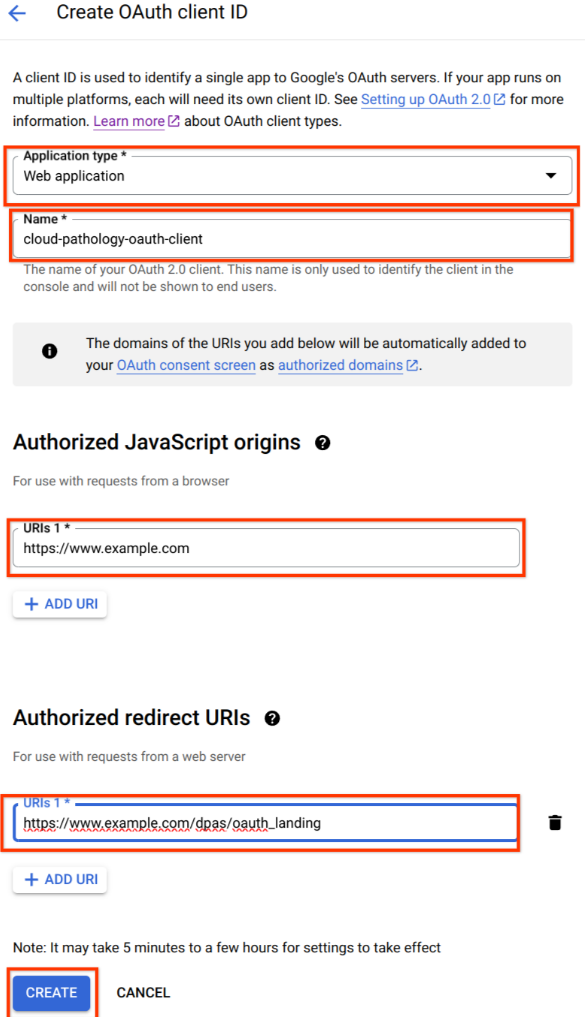 Create OAuth client ID
A client ID is used to identify a single app to Google's OAuth servers. If your app runs on
multiple platforms, each will need its own client ID. See Setting up OAuth 2.0 for more
information. Learn more about OAuth client types.
Application type *
Web application
Name *
cloud-pathology-oauth-client
The name of your OAuth 2.0 client. This name is only used to identify the client in the
console and will not be shown to end users.
The domains of the URIs you add below will be automatically added to
your OAuth consent screen as authorized domains.
Authorized JavaScript origins
For use with requests from a browser
URIs 1 *
https://www.example.com
+ ADD URI
Authorized redirect URIs
For use with requests from a web server
URIs 1 *
https://www.example.com/dpas/oauth_landing
+ ADD URI
Note: It may take 5 minutes to a few hours for settings to take effect
CREATE CANCEL